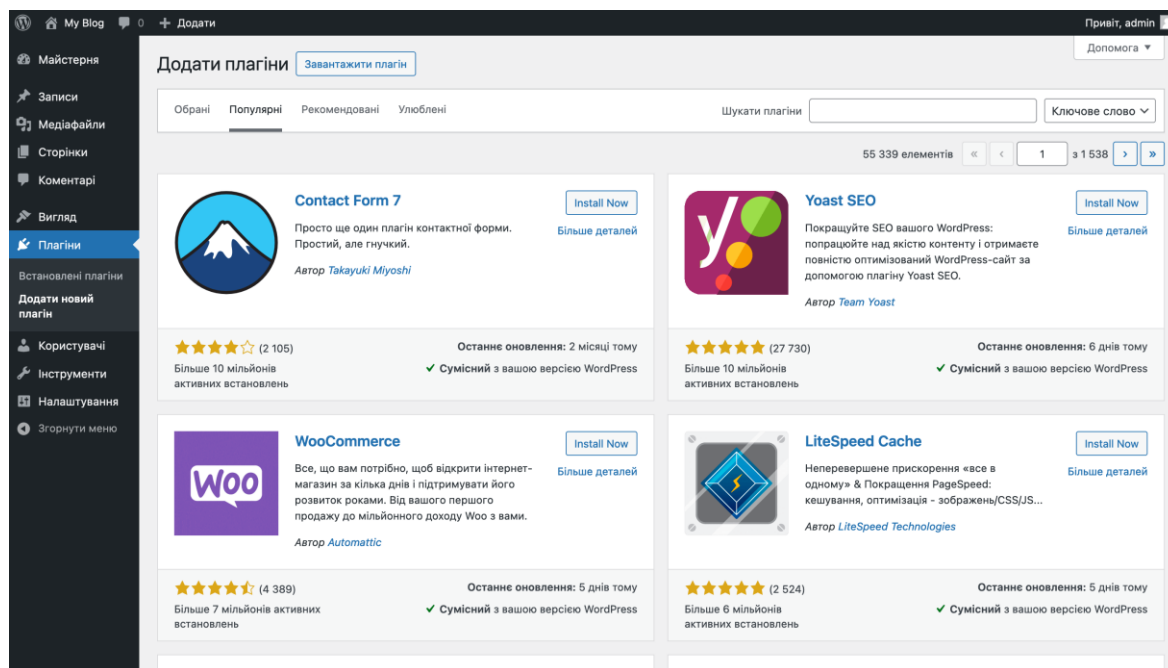 My Blog 0 + Додати
Привіт, admin
Майстерня
Записи
Медіафайли
Сторінки
Коментарі
Вигляд
Плагіни
Встановлені плагіни
Додати новий
плагін
Користувачі
Інструменти
Налаштування
Згорнути меню
Допомога ▼
Додати плагіни
Завантажити плагін
Обрані Популярні Рекомендовані Улюблені
Шукати плагіни
Ключове слово
55 339 елементів « ‹ 1 з 1 538 › »
Contact Form 7
Install Now
Більше деталей
Просто ще один плагін контактної форми.
Простий, але гнучкий.
Автор Takayuki Miyoshi
(2 105)
Більше 10 мільйонів
активних встановлень
Останнє оновлення: 2 місяці тому
✓ Сумісний з вашою версією WordPress
Yoast SEO
Install Now
Більше деталей
y
Покращуйте SEO вашого WordPress:
попрацюйте над якістю контенту і отримаєте
повністю оптимізований WordPress-сайт за
допомогою плагіну Yoast SEO.
Автор Team Yoast
(27 730)
Більше 10 мільйонів
активних встановлень
Останнє оновлення: 6 днів тому
✓ Сумісний з вашою версією WordPress
WooCommerce
Install Now
Більше деталей
Woo
Все, що вам потрібно, щоб відкрити інтернет-
магазин за кілька днів і підтримувати його
розвиток роками. Від вашого першого
продажу до мільйонного доходу Woo з вами.
Автор Automattic
(4 389)
Більше 7 мільйонів активних
встановлень
Останнє оновлення: 5 днів тому
✓ Сумісний з вашою версією WordPress
LiteSpeed Cache
Install Now
Більше деталей
Неперевершене прискорення «все в
одному» & Покращення PageSpeed:
кешування, оптимізація - зображень/CSS/JS...
Автор LiteSpeed Technologies
(2 524)
Більше 6 мільйонів
активних встановлень
Останнє оновлення: 5 днів тому
✓ Сумісний з вашою версією WordPress